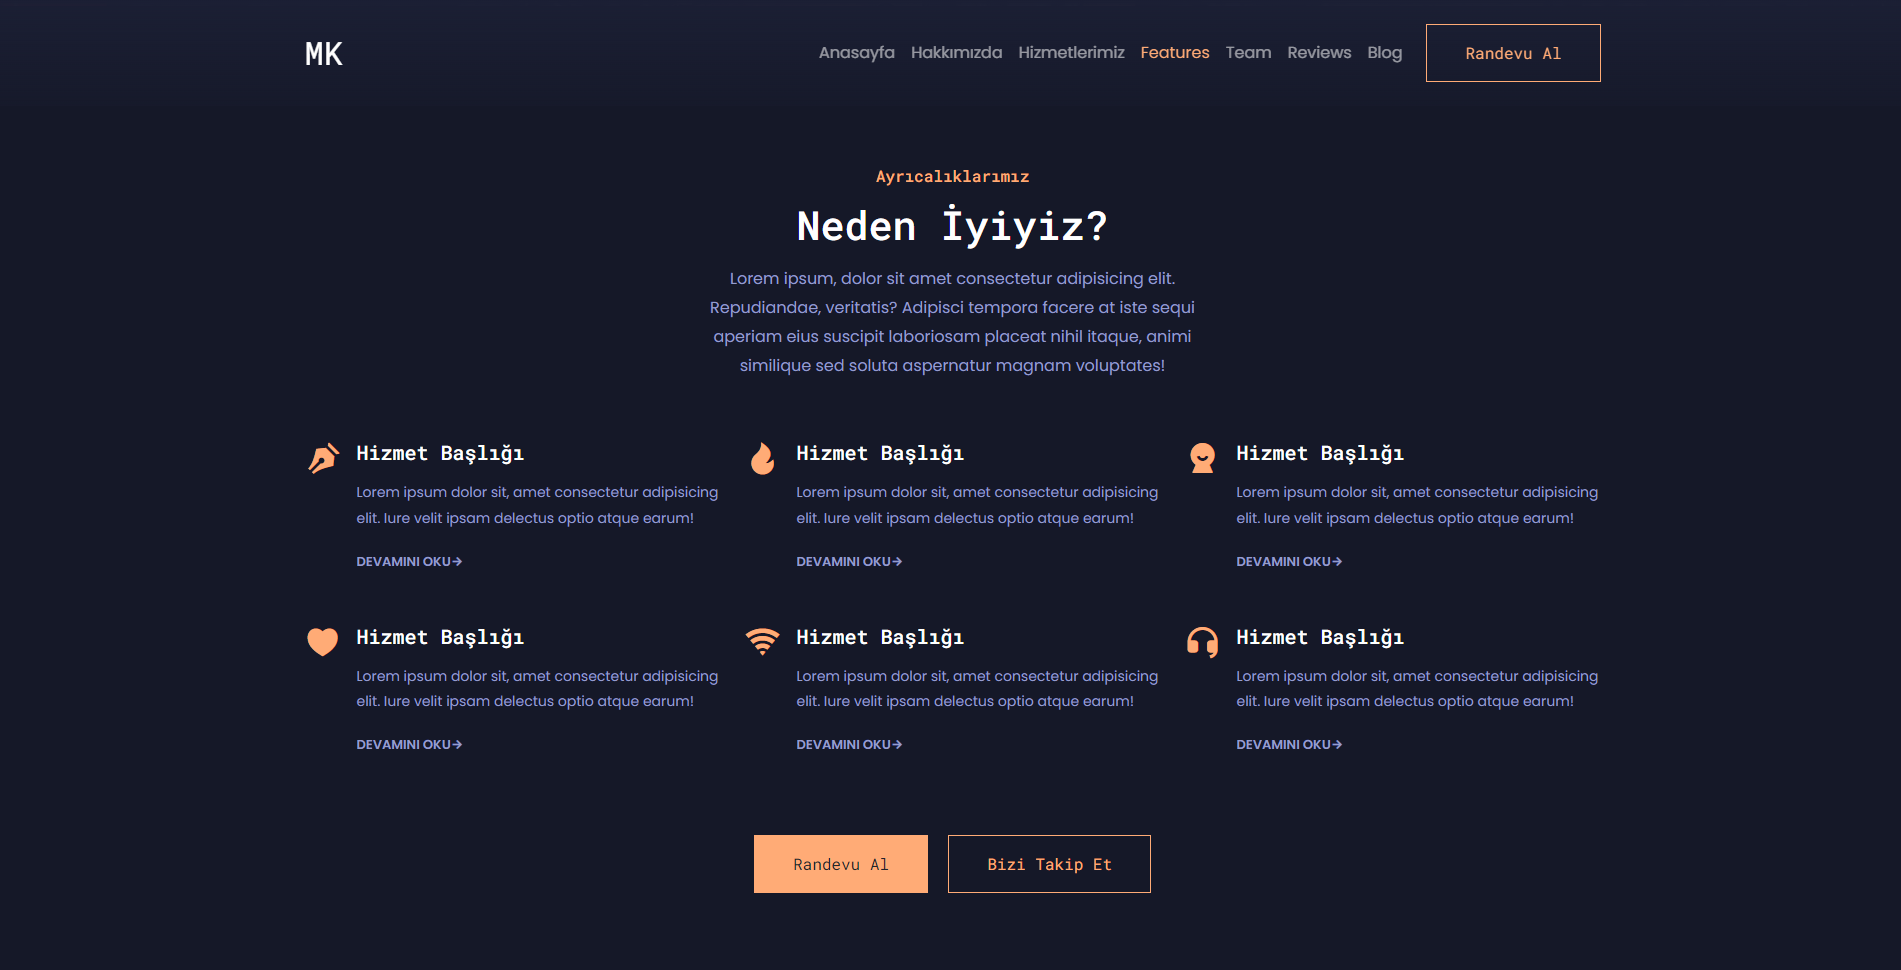 MK
Anasayfa Hakkımızda Hizmetlerimiz Features Team Reviews Blog Randevu Al
Ayrıcalıklarımız
Neden İyiyiz?
Lorem ipsum, dolor sit amet consectetur adipisicing elit.
Repudiandae, veritatis? Adipisci tempora facere at iste sequi
aperiam eius suscipit laboriosam placeat nihil itaque, animi
similique sed soluta aspernatur magnam voluptates!
Hizmet Başlığı
Lorem ipsum dolor sit, amet consectetur adipisicing
elit. Iure velit ipsam delectus optio atque earum!
DEVAMINI OKU→
Hizmet Başlığı
Lorem ipsum dolor sit, amet consectetur adipisicing
elit. Iure velit ipsam delectus optio atque earum!
DEVAMINI OKU→
Hizmet Başlığı
Lorem ipsum dolor sit, amet consectetur adipisicing
elit. Iure velit ipsam delectus optio atque earum!
DEVAMINI OKU→
Hizmet Başlığı
Lorem ipsum dolor sit, amet consectetur adipisicing
elit. Iure velit ipsam delectus optio atque earum!
DEVAMINI OKU→
Hizmet Başlığı
Lorem ipsum dolor sit, amet consectetur adipisicing
elit. Iure velit ipsam delectus optio atque earum!
DEVAMINI OKU→
Hizmet Başlığı
Lorem ipsum dolor sit, amet consectetur adipisicing
elit. Iure velit ipsam delectus optio atque earum!
DEVAMINI OKU→
Randevu Al Bizi Takip Et